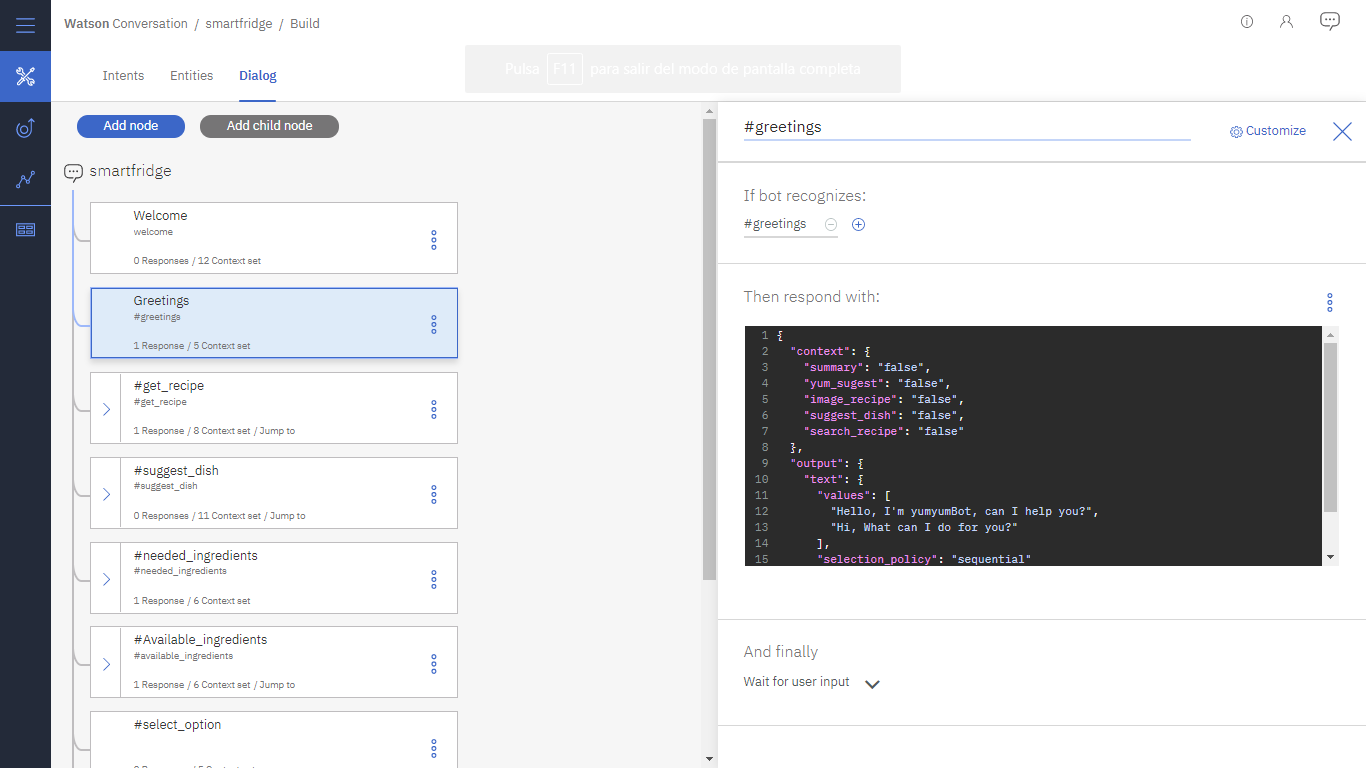 Watson Conversation / smartfridge / Build
Pulsa F11 para salir del modo de pantalla completa
Intents Entities Dialog
Add node Add child node
smartfridge
Welcome
welcome
0 Responses / 12 Context set
Greetings
#greetings
1 Response / 5 Context set
#get_recipe
#get_recipe
1 Response / 8 Context set / Jump to
#suggest_dish
#suggest_dish
0 Responses / 11 Context set / Jump to
#needed_ingredients
#needed_ingredients
1 Response / 6 Context set
#Available_ingredients
#available_ingredients
1 Response / 6 Context set / Jump to
#select_option
#greetings
Customize
If bot recognizes:
#greetings
Then respond with:
1 {
2 "context": {
3 "summary": "false",
4 "yum_sugest": "false",
5 "image_recipe": "false",
6 "suggest_dish": "false",
7 "search_recipe": "false"
8 },
9 "output": {
10 "text": {
11 "values": [
12 "Hello, I'm yumyumBot, can I help you?",
13 "Hi, What can I do for you?"
14 ],
15 "selection_policy": "sequential"
And finally
Wait for user input